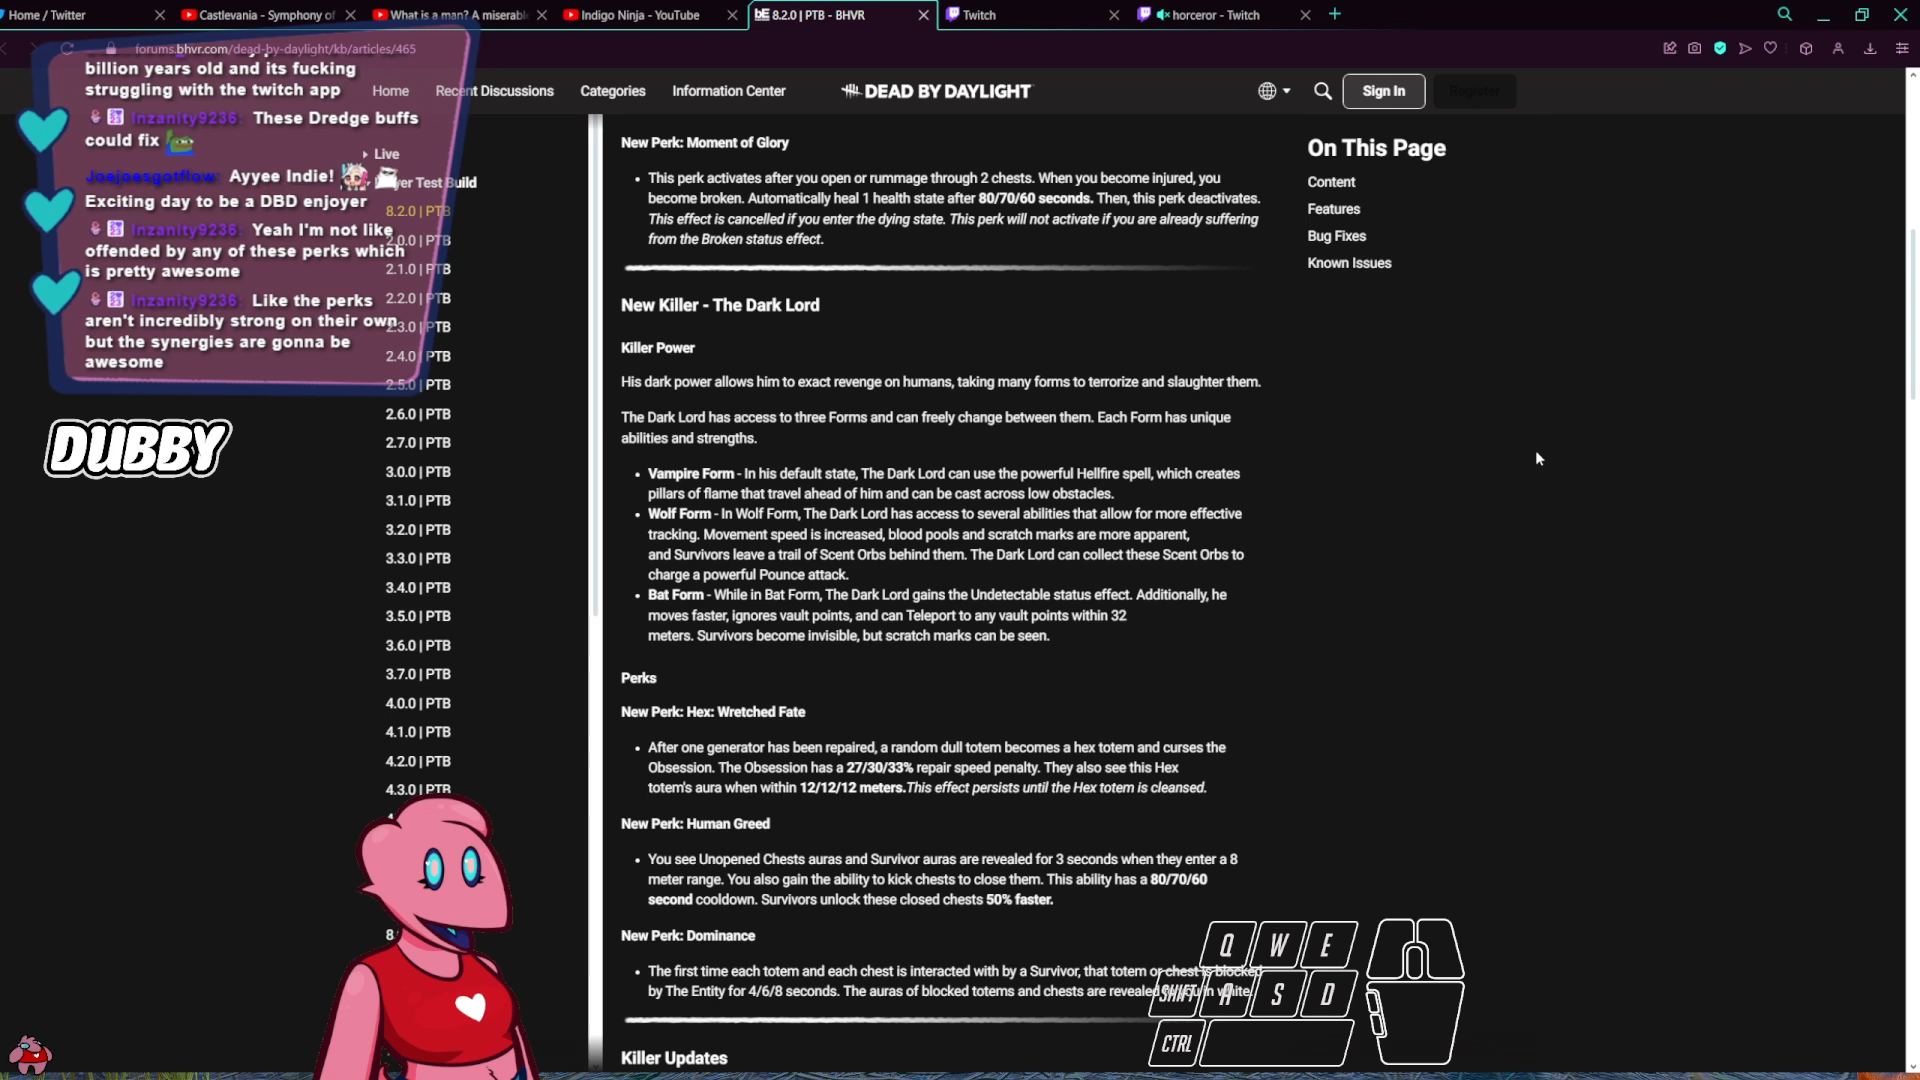 Home / Twitter
Castlevania - Symphony of
What is a man? A miserabl
Indigo Ninja - YouTube
bE 8.2.0 | PTB - BHVR
Twitch
horceror - Twitch
forums.bhvr.com/dead-by-daylight/kb/articles/465
billion years old and its fucking
struggling with the twitch app
Inzanity9236: These Dredge buffs
could fix
Joejoesgotflow: Ayyee Indie!
Exciting day to be a DBD enjoyer
Inzanity9236: Yeah I'm not like
offended by any of these perks which
is pretty awesome
Inzanity9236: Like the perks
aren't incredibly strong on their own
but the synergies are gonna be
awesome
DUBBY
Home
Recent Discussions
Categories
Information Center
DEAD BY DAYLIGHT
Sign In
Register
Live
Build
8.2.0 | PTB
2.0.0 | PTB
2.1.0 | PTB
2.2.0 | PTB
2.3.0 | PTB
2.4.0 | PTB
2.5.0 | PTB
2.6.0 | PTB
2.7.0 | PTB
3.0.0 | PTB
3.1.0 | PTB
3.2.0 | PTB
3.3.0 | PTB
3.4.0 | PTB
3.5.0 | PTB
3.6.0 | PTB
3.7.0 | PTB
4.0.0 | PTB
4.1.0 | PTB
4.2.0 | PTB
4.3.0 | PTB
8
New Perk: Moment of Glory
This perk activates after you open or rummage through 2 chests. When you become injured, you
become broken. Automatically heal 1 health state after 80/70/60 seconds. Then, this perk deactivates.
This effect is cancelled if you enter the dying state. This perk will not activate if you are already suffering
from the Broken status effect.
New Killer - The Dark Lord
Killer Power
His dark power allows him to exact revenge on humans, taking many forms to terrorize and slaughter them.
The Dark Lord has access to three Forms and can freely change between them. Each Form has unique
abilities and strengths.
Vampire Form - In his default state, The Dark Lord can use the powerful Hellfire spell, which creates
pillars of flame that travel ahead of him and can be cast across low obstacles.
Wolf Form - In Wolf Form, The Dark Lord has access to several abilities that allow for more effective
tracking. Movement speed is increased, blood pools and scratch marks are more apparent,
and Survivors leave a trail of Scent Orbs behind them. The Dark Lord can collect these Scent Orbs to
charge a powerful Pounce attack.
Bat Form - While in Bat Form, The Dark Lord gains the Undetectable status effect. Additionally, he
moves faster, ignores vault points, and can Teleport to any vault points within 32
meters. Survivors become invisible, but scratch marks can be seen.
Perks
New Perk: Hex: Wretched Fate
After one generator has been repaired, a random dull totem becomes a hex totem and curses the
Obsession. The Obsession has a 27/30/33% repair speed penalty. They also see this Hex
totem's aura when within 12/12/12 meters.This effect persists until the Hex totem is cleansed.
New Perk: Human Greed
You see Unopened Chests auras and Survivor auras are revealed for 3 seconds when they enter a 8
meter range. You also gain the ability to kick chests to close them. This ability has a 80/70/60
second cooldown. Survivors unlock these closed chests 50% faster.
New Perk: Dominance
The first time each totem and each chest is interacted with by a Survivor, that totem or chest is blocked
by The Entity for 4/6/8 seconds. The auras of blocked totems and chests are revealed to you in white.
Killer Updates
On This Page
Content
Features
Bug Fixes
Known Issues
Q W E
SHIFT A S D
CTRL